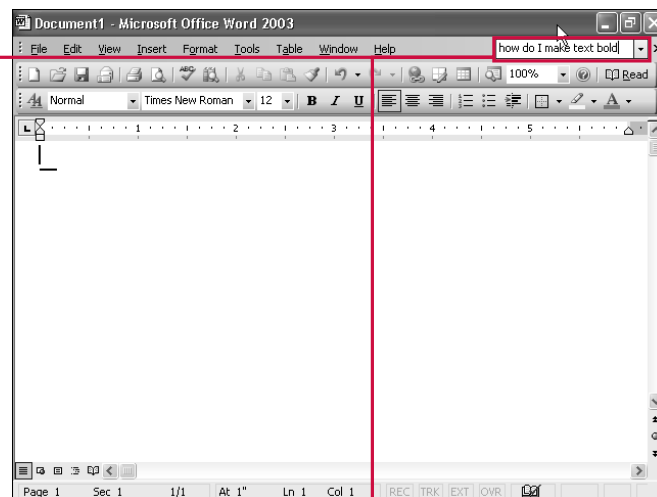 Document1 - Microsoft Office Word 2003
File Edit View Insert Format Tools Table Window Help how do I make text bold
100% Read
Normal Times New Roman 12 B I U
1 2 3 4 5
Page 1 Sec 1 1/1 At 1" Ln 1 Col 1 REC TRK EXT OVR